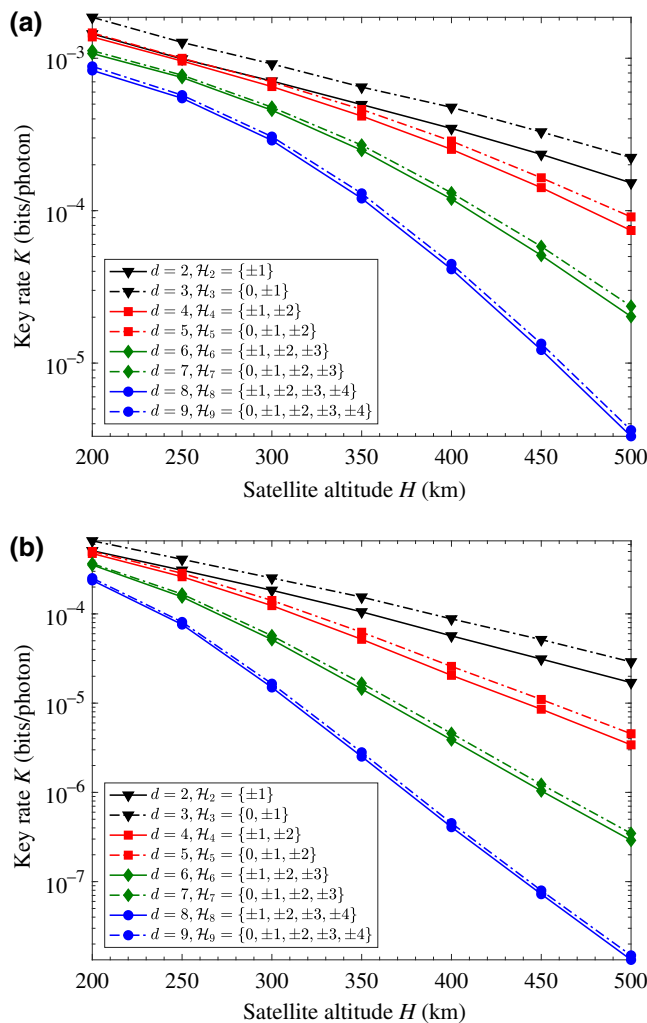 (a)
10⁻³
10⁻⁴
10⁻⁵
Key rate K (bits/photon)
d = 2, ℋ₂ = {±1}
d = 3, ℋ₃ = {0, ±1}
d = 4, ℋ₄ = {±1, ±2}
d = 5, ℋ₅ = {0, ±1, ±2}
d = 6, ℋ₆ = {±1, ±2, ±3}
d = 7, ℋ₇ = {0, ±1, ±2, ±3}
d = 8, ℋ₈ = {±1, ±2, ±3, ±4}
d = 9, ℋ₉ = {0, ±1, ±2, ±3, ±4}
200 250 300 350 400 450 500
Satellite altitude H (km)
(b)
10⁻⁴
10⁻⁵
10⁻⁶
10⁻⁷
Key rate K (bits/photon)
d = 2, ℋ₂ = {±1}
d = 3, ℋ₃ = {0, ±1}
d = 4, ℋ₄ = {±1, ±2}
d = 5, ℋ₅ = {0, ±1, ±2}
d = 6, ℋ₆ = {±1, ±2, ±3}
d = 7, ℋ₇ = {0, ±1, ±2, ±3}
d = 8, ℋ₈ = {±1, ±2, ±3, ±4}
d = 9, ℋ₉ = {0, ±1, ±2, ±3, ±4}
200 250 300 350 400 450 500
Satellite altitude H (km)